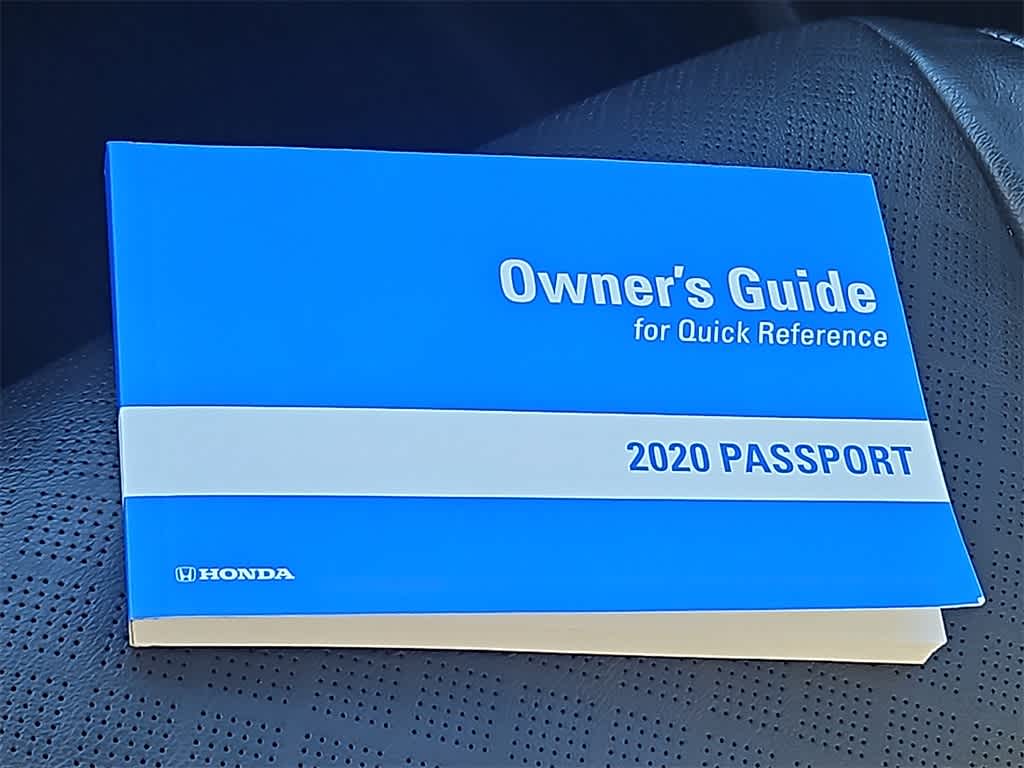 Owner's Guide
for Quick Reference
2020 PASSPORT
HONDA